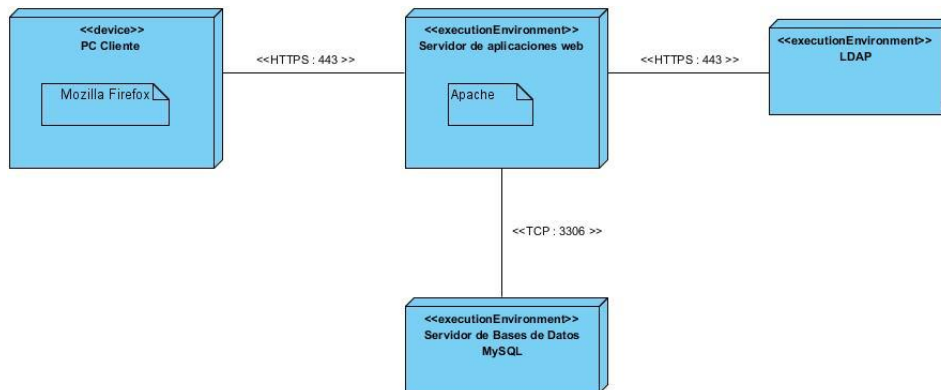 <<device>>
PC Cliente
Mozilla Firefox
<<HTTPS : 443 >>
<<executionEnvironment>>
Servidor de aplicaciones web
Apache
<<HTTPS : 443 >>
<<executionEnvironment>>
LDAP
<<TCP : 3306 >>
<<executionEnvironment>>
Servidor de Bases de Datos
MySQL